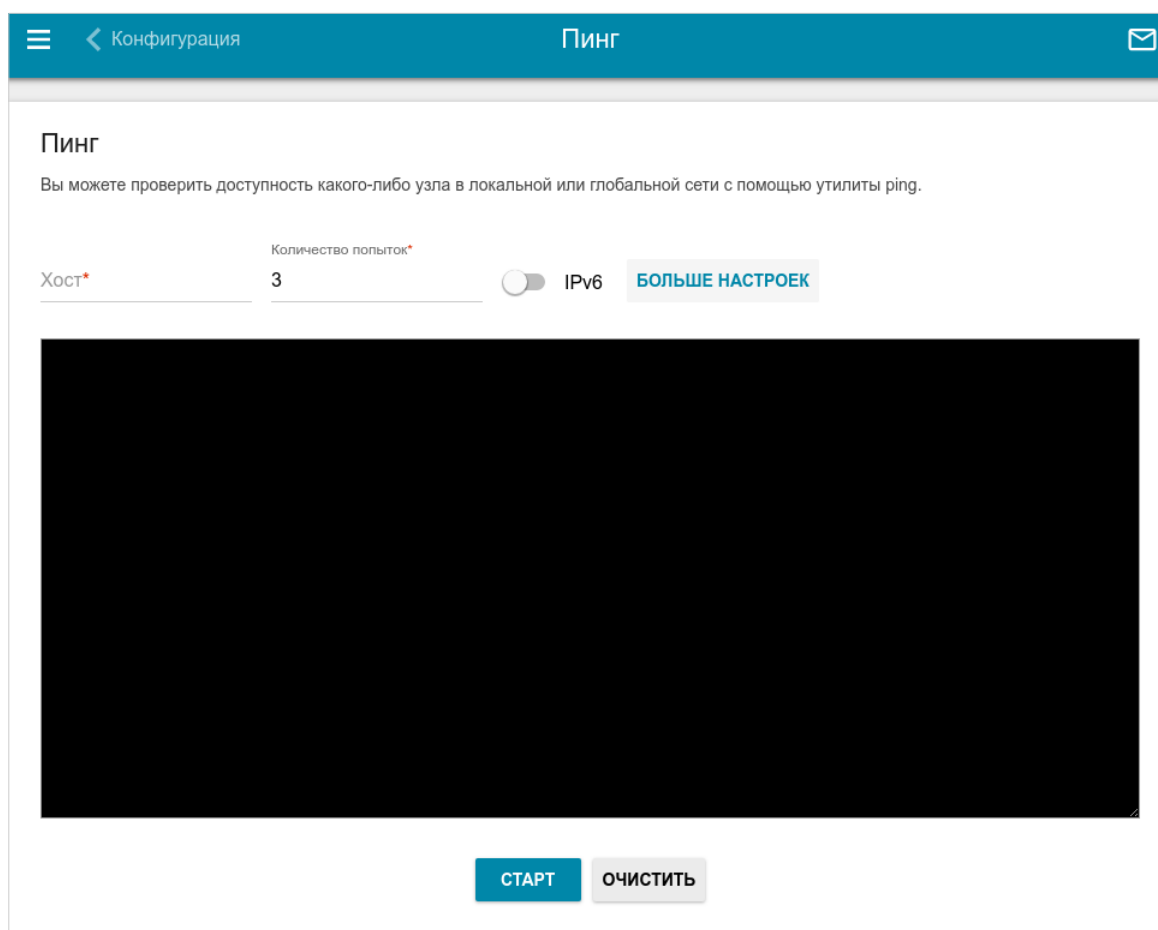 Конфигурация
Пинг
Пинг
Вы можете проверить доступность какого-либо узла в локальной или глобальной сети с помощью утилиты ping.
Количество попыток*
Хост*
3
IPv6
БОЛЬШЕ НАСТРОЕК
СТАРТ
ОЧИСТИТЬ